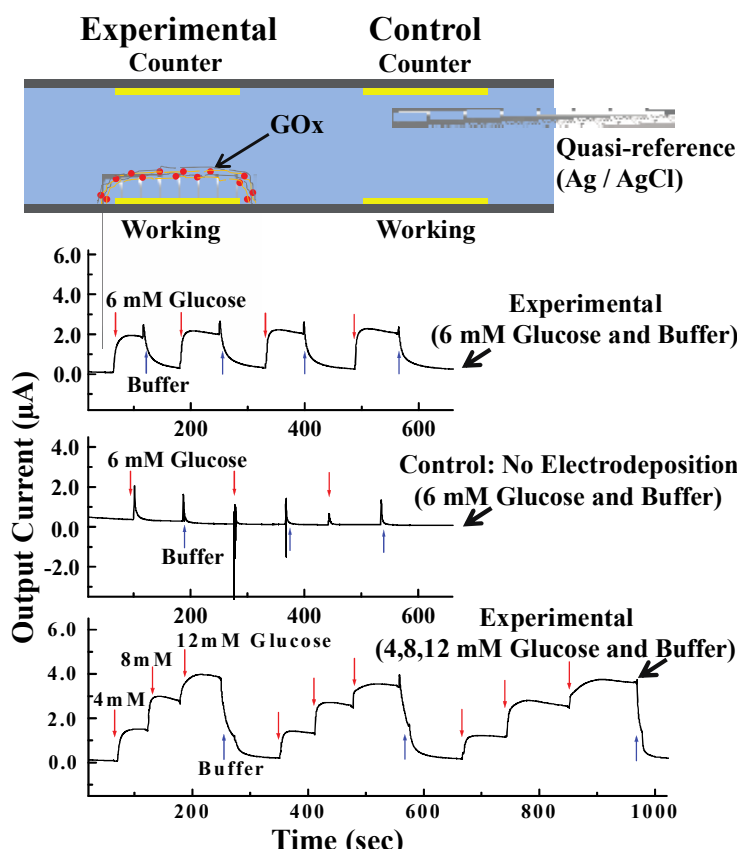 Experimental Control
Counter Counter
GOx
Quasi-reference
(Ag / AgCl)
Working Working
Output Current (μA)
6.0
4.0
2.0
0.0
6 mM Glucose
Buffer
Experimental
(6 mM Glucose and Buffer)
200 400 600
4.0
2.0
0.0
-2.0
6 mM Glucose
Buffer
Control: No Electrodeposition
(6 mM Glucose and Buffer)
200 400 600
6.0
4.0
2.0
0.0
4mM
8mM
12mM Glucose
Buffer
Experimental
(4,8,12 mM Glucose and Buffer)
200 400 600 800 1000
Time (sec)